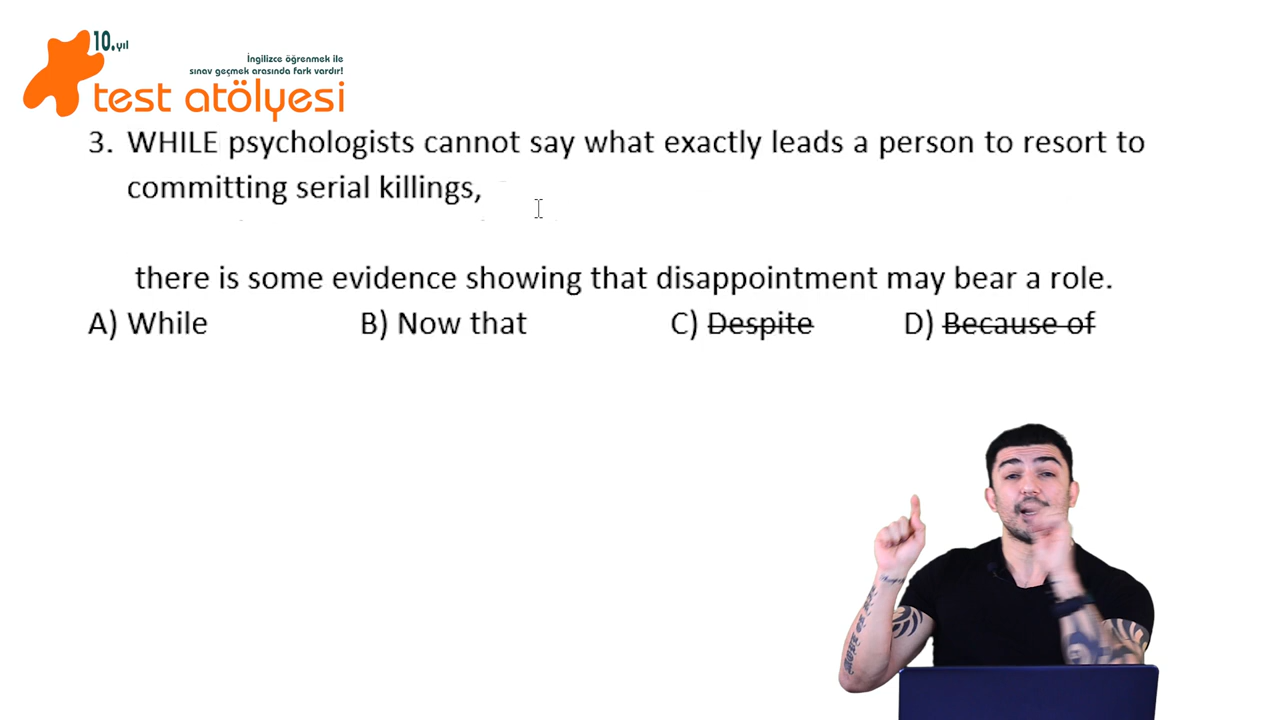 10.yıl
İngilizce öğrenmek ile
sınav geçmek arasında fark vardır!
test atölyesi
3. WHILE psychologists cannot say what exactly leads a person to resort to
committing serial killings,
there is some evidence showing that disappointment may bear a role.
A) While B) Now that C) Despite D) Because of